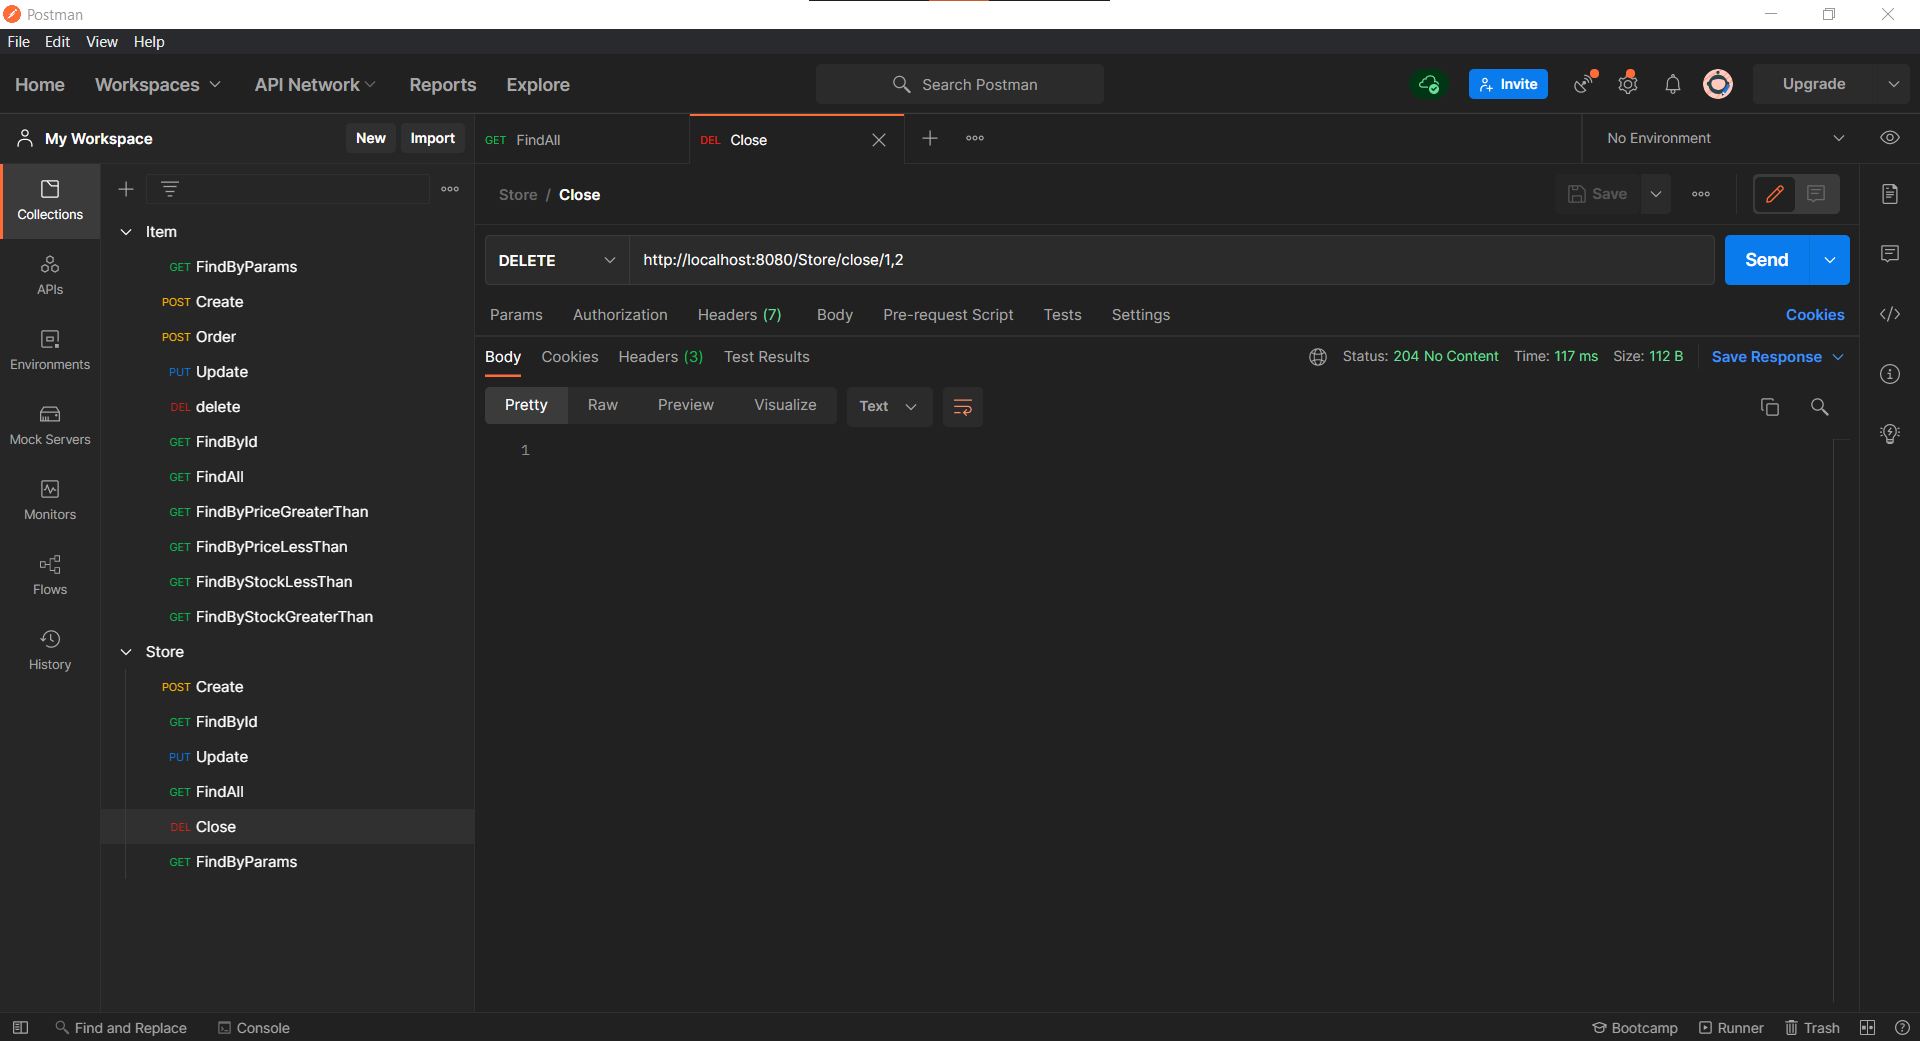 Postman
File Edit View Help
Home Workspaces API Network Reports Explore Search Postman Invite Upgrade
My Workspace New Import GET FindAll DEL Close No Environment
Collections
APIs
Environments
Mock Servers
Monitors
Flows
History
Item
GET FindByParams
POST Create
POST Order
PUT Update
DEL delete
GET FindById
GET FindAll
GET FindByPriceGreaterThan
GET FindByPriceLessThan
GET FindByStockLessThan
GET FindByStockGreaterThan
Store
POST Create
GET FindById
PUT Update
GET FindAll
DEL Close
GET FindByParams
Store / Close Save
DELETE http://localhost:8080/Store/close/1,2 Send
Params Authorization Headers (7) Body Pre-request Script Tests Settings Cookies
Body Cookies Headers (3) Test Results Status: 204 No Content Time: 117 ms Size: 112 B Save Response
Pretty Raw Preview Visualize Text
1
Find and Replace Console Bootcamp Runner Trash